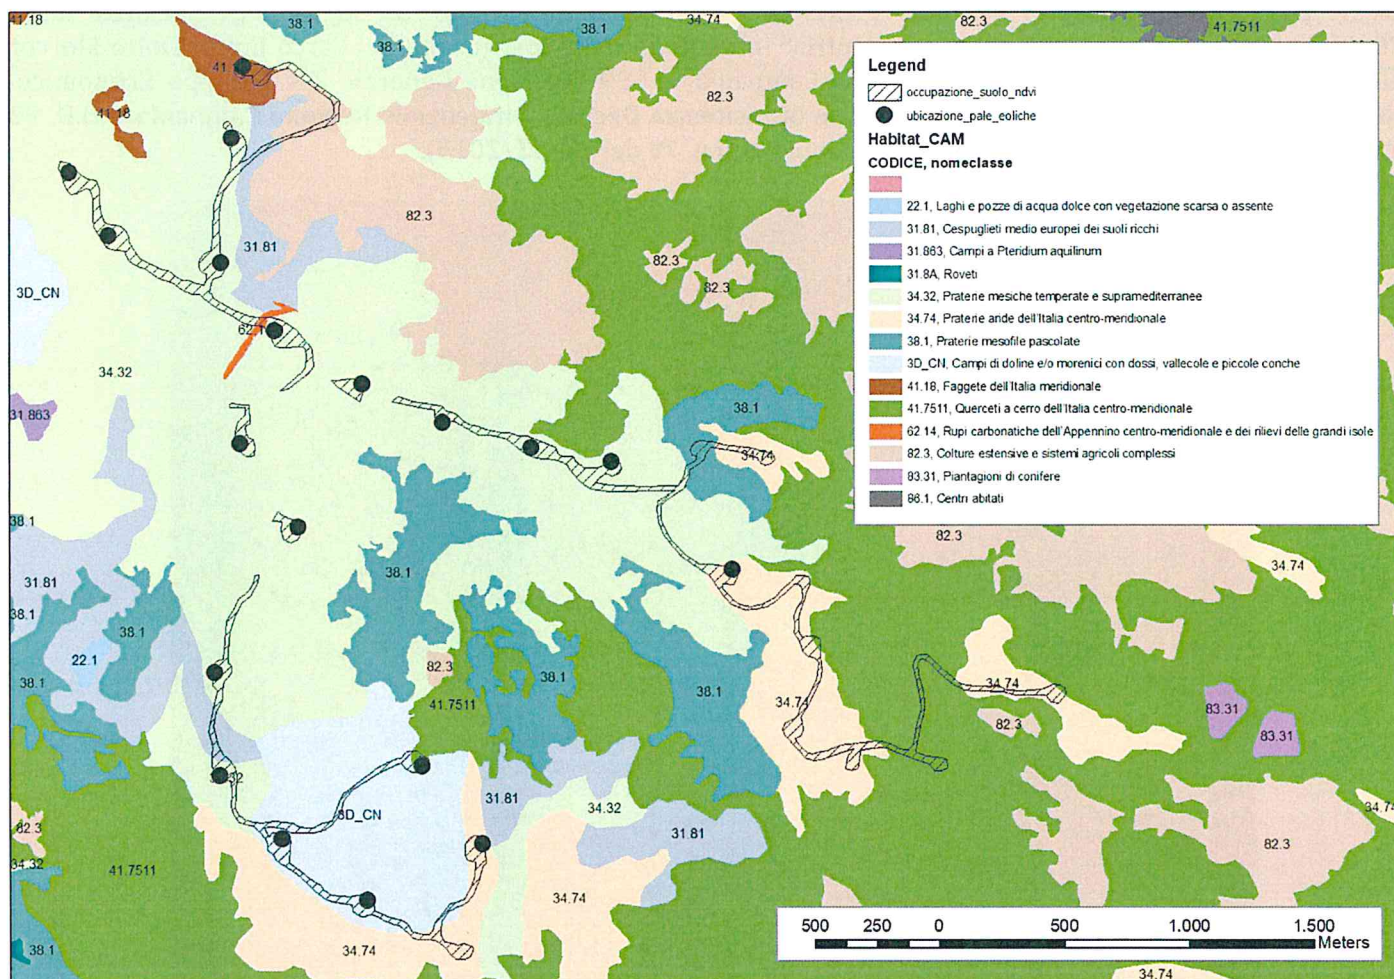 41.18
38.1
34.74
82.3
41.7511
38.1
41.18
82.3
82.3
31.81
82.3
82.3
3D_CN
34.32
31.863
38.1
34.74
38.1
82.3
34.74
31.81
38.1
38.1
38.1
22.1
38.1
82.3
38.1
38.1
34.74
34.74
41.7511
82.3
83.31
83.31
31.81
34.32
3D_CN
31.81
34.74
82.3
82.3
34.32
41.7511
34.74
38.1
34.74
34.74
Legend
occupazione_suolo_ndvi
ubicazione_pale_eoliche
Habitat_CAM
CODICE, nomeclasse
22.1, Laghi e pozze di acqua dolce con vegetazione scarsa o assente
31.81, Cespuglieti medio europei dei suoli ricchi
31.863, Campi a Pteridium aquilinum
31.8A, Roveti
34.32, Praterie mesiche temperate e supramediterranee
34.74, Praterie aride dell'Italia centro-meridionale
38.1, Praterie mesofile pascolate
3D_CN, Campi di doline e/o morenici con dossi, vallecole e piccole conche
41.18, Faggete dell'Italia meridionale
41.7511, Querceti a cerro dell'Italia centro-meridionale
62.14, Rupi carbonatiche dell'Appennino centro-meridionale e dei rilievi delle grandi isole
82.3, Colture estensive e sistemi agricoli complessi
83.31, Piantagioni di conifere
86.1, Centri abitati
500 250 0 500 1.000 1.500
Meters